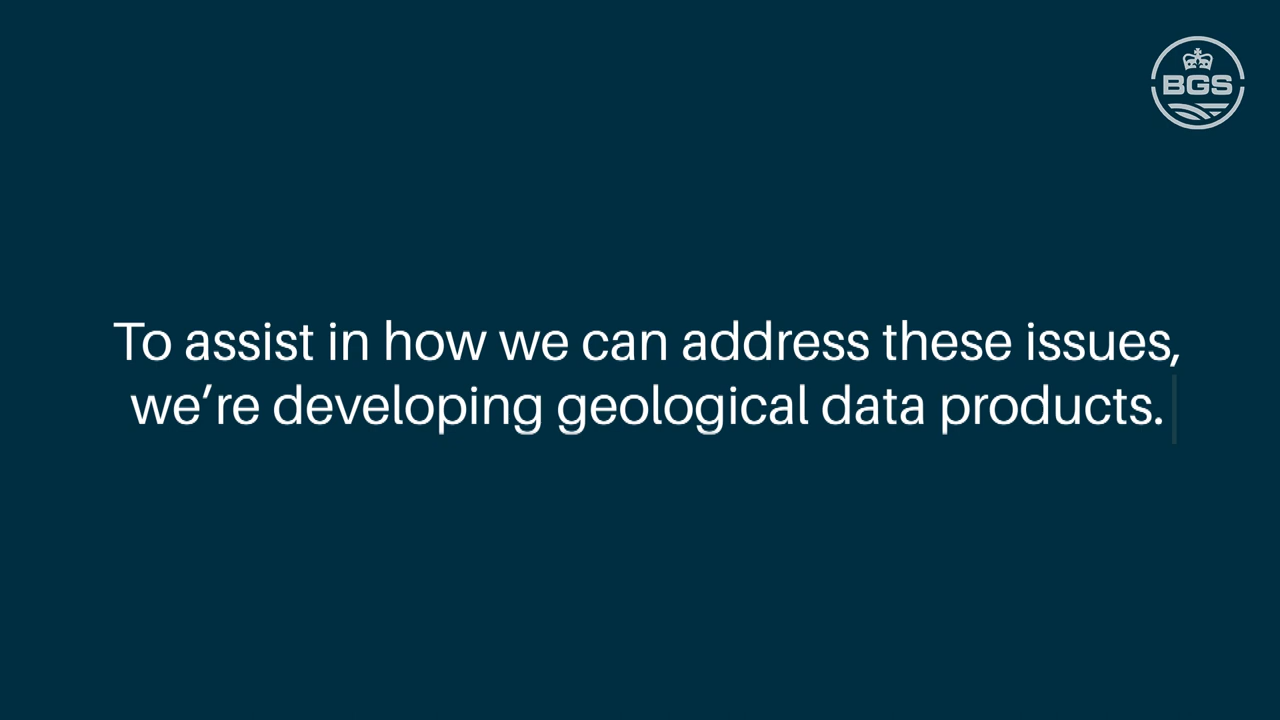 BGS
To assist in how we can address these issues,
we’re developing geological data products.